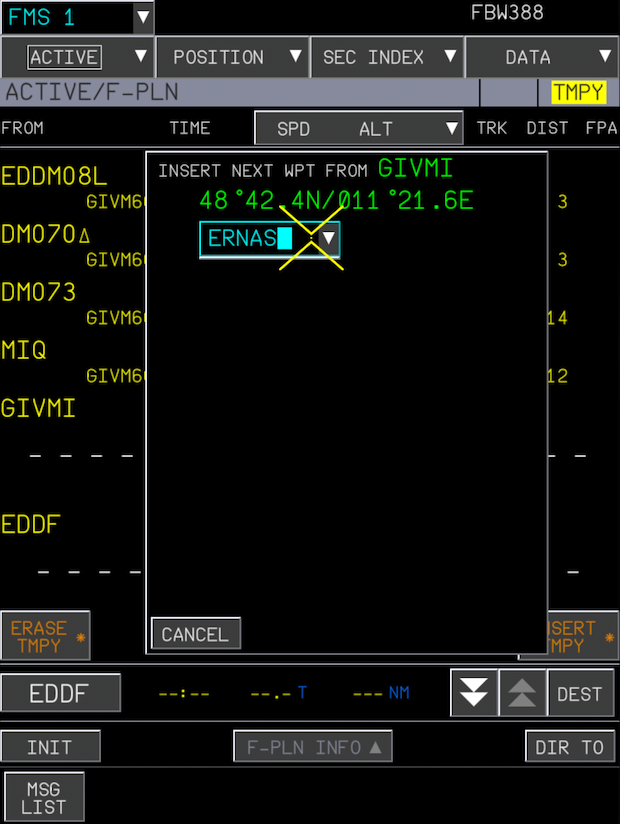 FMS 1 FBW388
ACTIVE POSITION SEC INDEX DATA
ACTIVE/F-PLN TMPY
FROM TIME SPD ALT TRK DIST FPA
INSERT NEXT WPT FROM GIVMI
48°42.4N/011°21.6E
ERNAS
EDDM08L
GIVM6 3
DM070
GIVM6 3
DM073
GIVM6 14
MIQ
GIVM6 12
GIVMI
EDDF
ERASE TMPY *
CANCEL
SERT TMPY *
EDDF --:-- --.- T --- NM DEST
INIT F-PLN INFO DIR TO
MSG
LIST